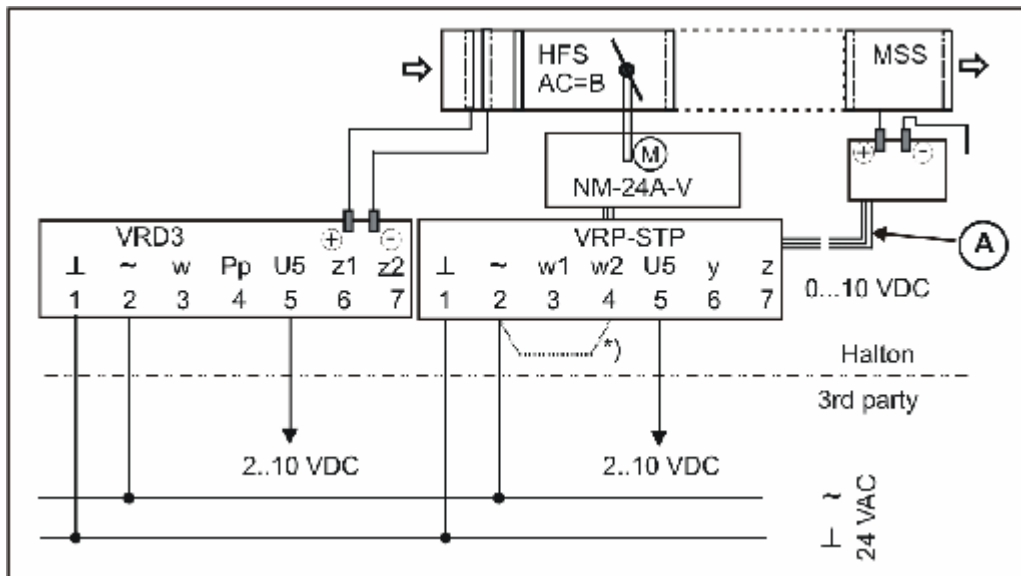 HFS
AC=B
MSS
M
NM-24A-V
+ -
VRD3
+ -
⊥ ~ w Pp U5 z1 z2
1 2 3 4 5 6 7
VRP-STP
⊥ ~ w1 w2 U5 y z
1 2 3 4 5 6 7
A
0...10 VDC
*)
Halton
3rd party
2..10 VDC
2..10 VDC
~
⊥
24 VAC